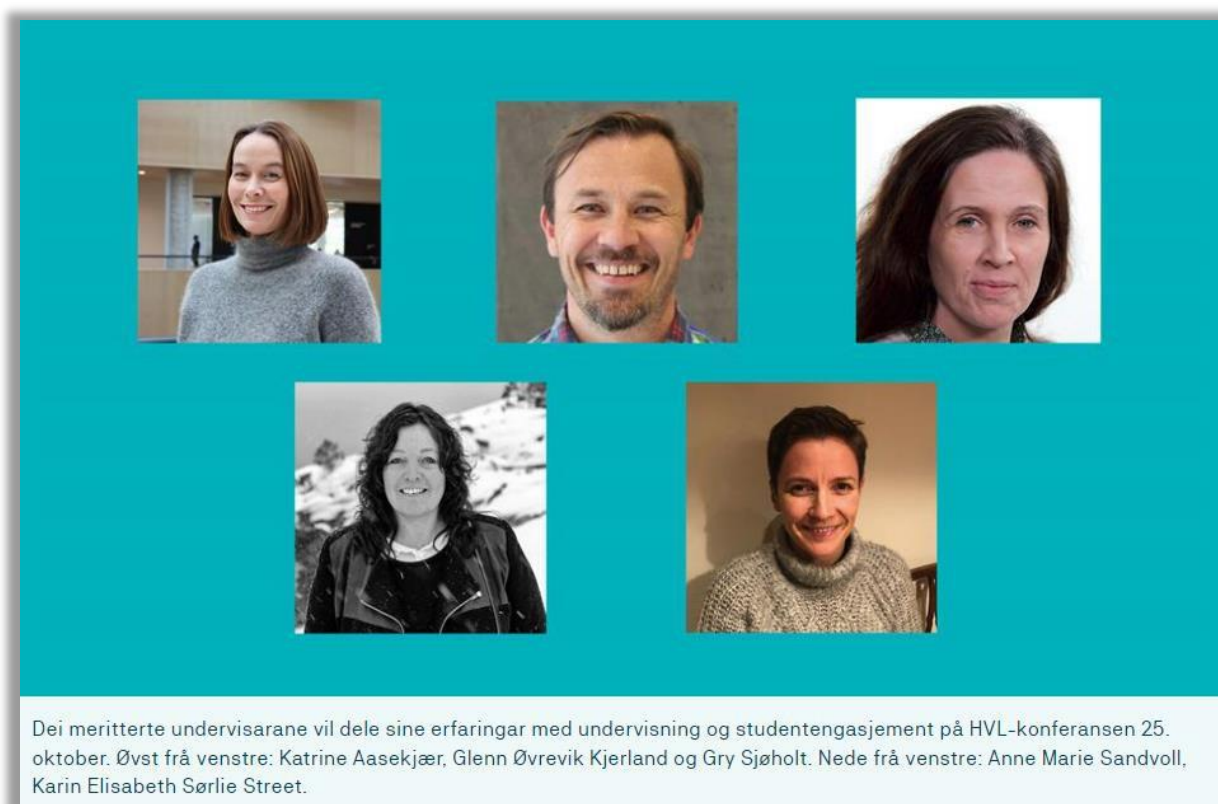 Dei meritterte undervisarane vil dele sine erfaringar med undervisning og studentengasjement på HVL-konferansen 25.
oktober. Øvst frå venstre: Katrine Aasekjær, Glenn Øvrevik Kjerland og Gry Sjøholt. Nede frå venstre: Anne Marie Sandvoll,
Karin Elisabeth Sørlie Street.